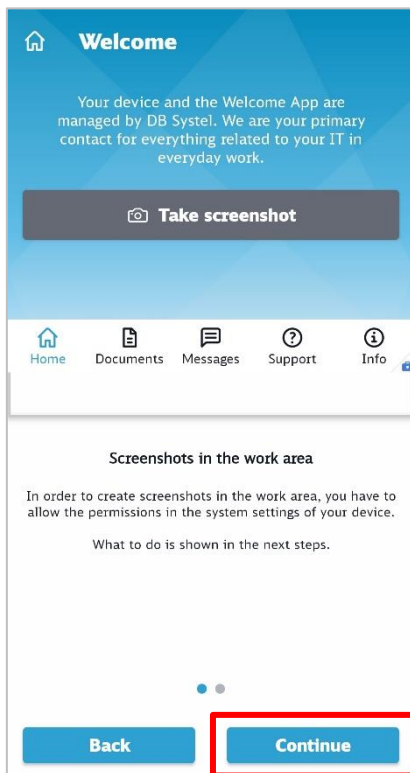 Welcome
Your device and the Welcome App are
managed by DB Systel. We are your primary
contact for everything related to your IT in
everyday work.
Take screenshot
Home Documents Messages Support Info
Screenshots in the work area
In order to create screenshots in the work area, you have to
allow the permissions in the system settings of your device.
What to do is shown in the next steps.
Back Continue